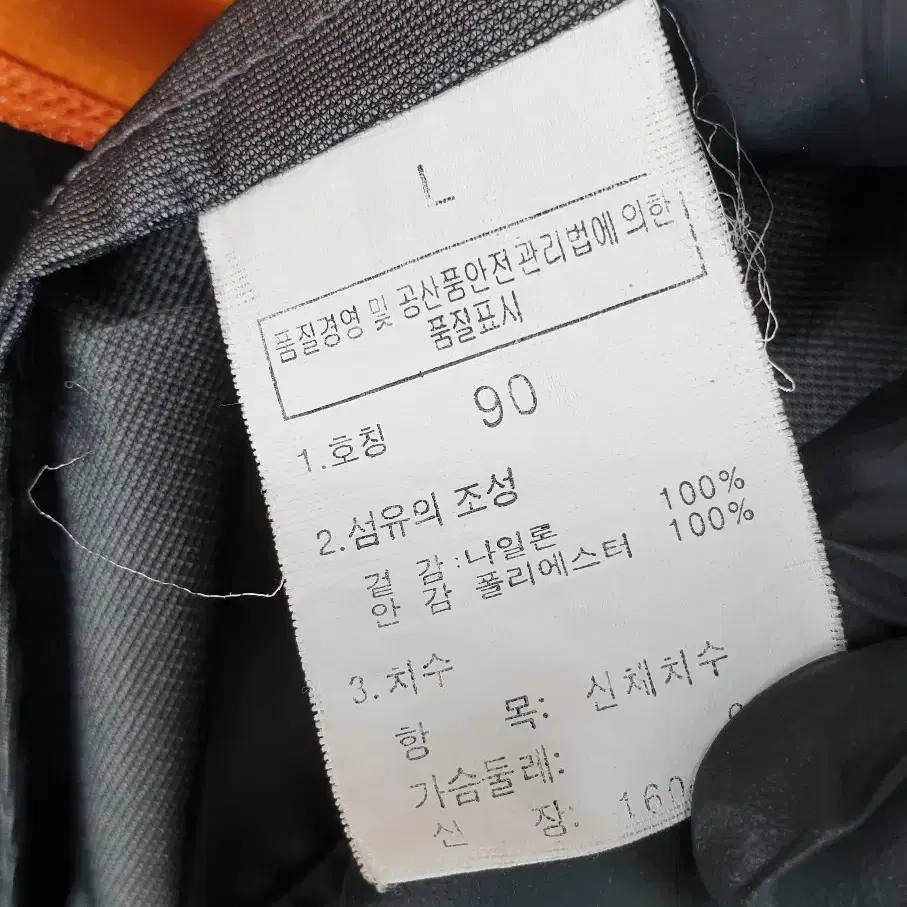 L
품질경영 및 공산품안전관리법에 의한
품질표시
1.호칭 90
2.섬유의 조성
겉 감:나일론 100%
안 감 폴리에스터 100%
3.치수
항 목: 신체치수
가슴둘레:
신 장: 160